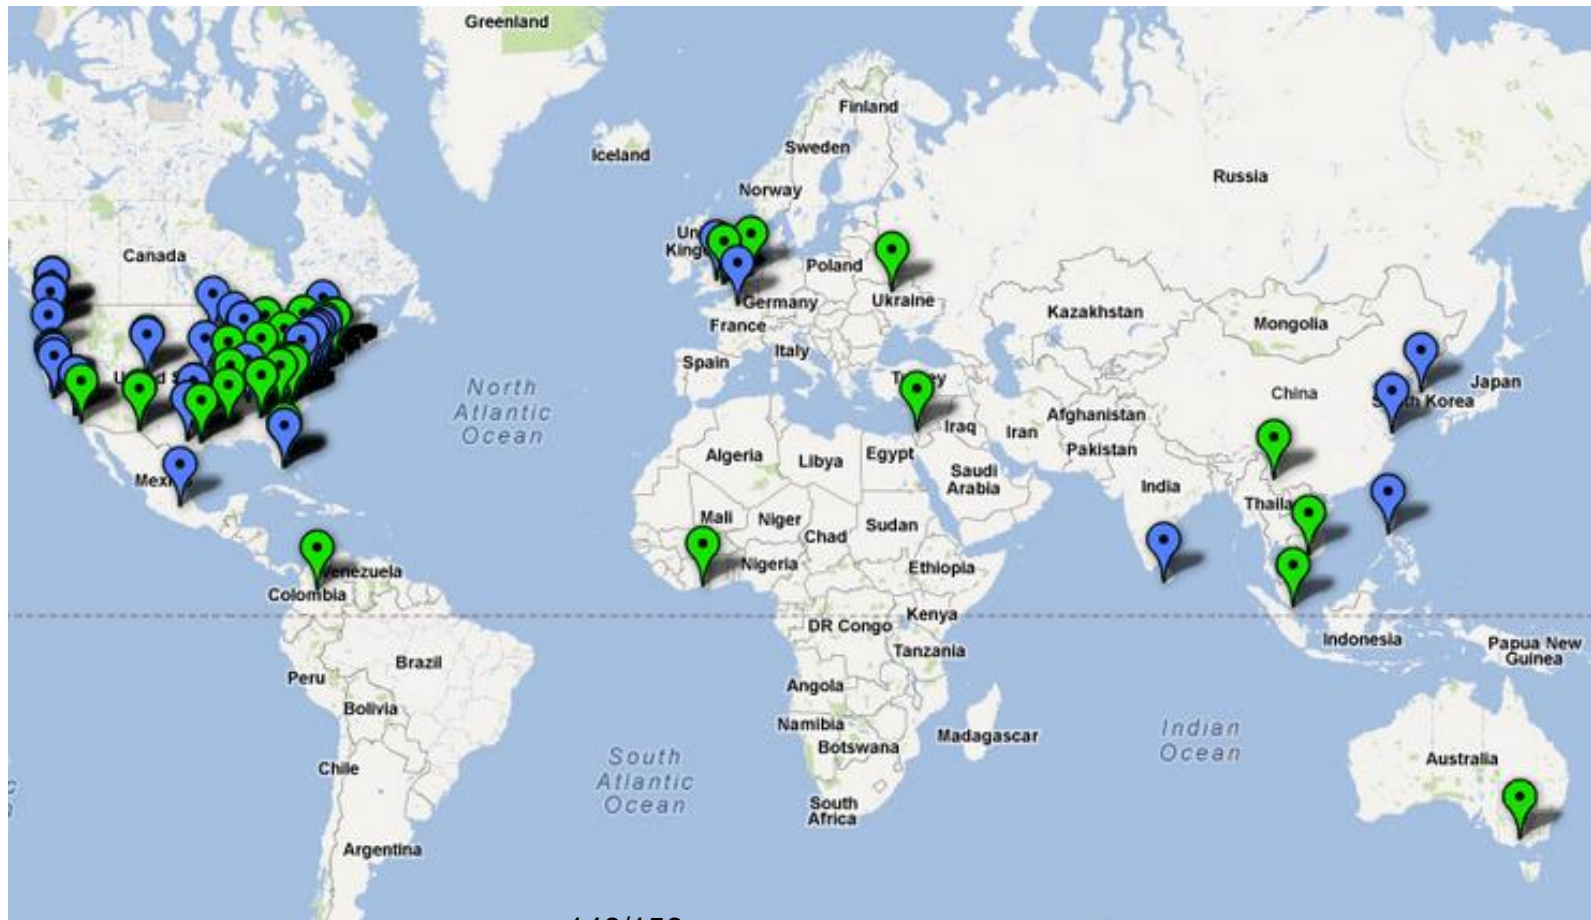 Greenland
Finland
Iceland
Sweden
Russia
Norway
Canada
Poland
Germany
Ukraine
Kazakhstan
Mongolia
France
Italy
Spain
North
Atlantic
Ocean
China
Japan
Afghanistan
Iraq
Iran
Pakistan
Algeria
Libya
Egypt
Saudi
Arabia
India
Mali
Niger
Chad
Sudan
Nigeria
Ethiopia
Colombia
Kenya
DR Congo
Tanzania
Indonesia
Papua New
Guinea
Brazil
Peru
Bolivia
Angola
Namibia
Botswana
Madagascar
Indian
Ocean
South
Atlantic
Ocean
Chile
Australia
South
Africa
Argentina